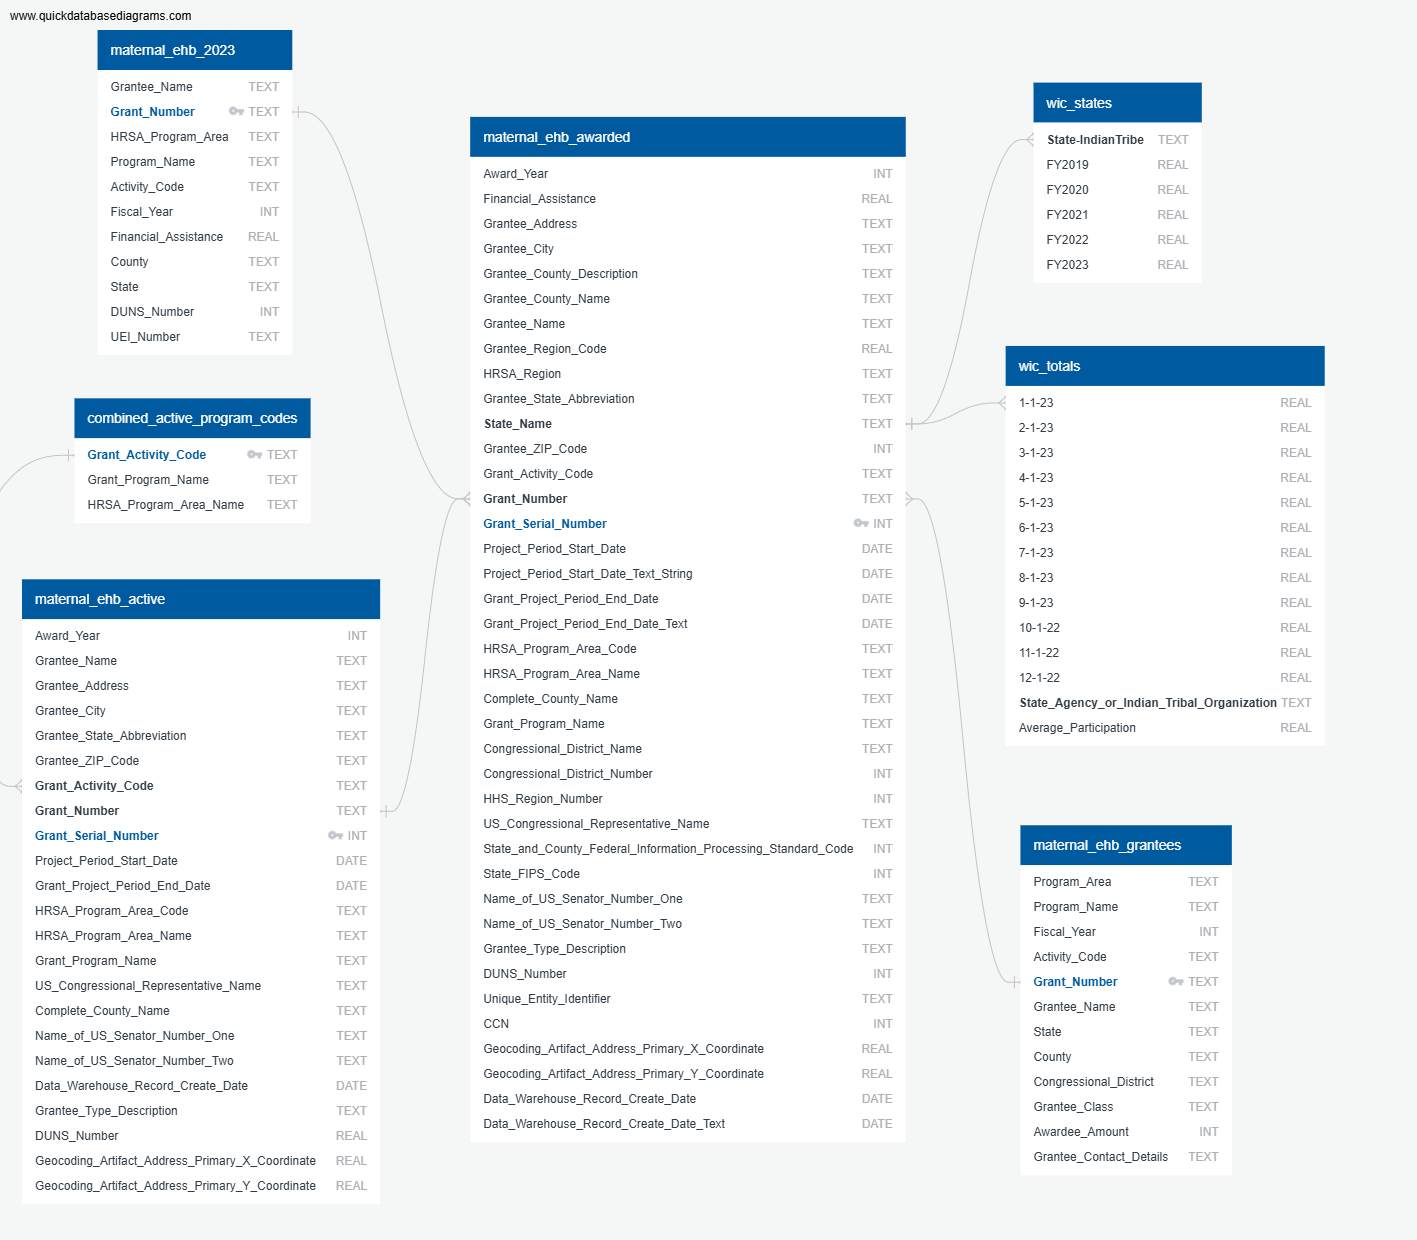 www.quickdatabasediagrams.com
maternal_ehb_2023
Grantee_Name TEXT
Grant_Number TEXT
HRSA_Program_Area TEXT
Program_Name TEXT
Activity_Code TEXT
Fiscal_Year INT
Financial_Assistance REAL
County TEXT
State TEXT
DUNS_Number INT
UEI_Number TEXT
combined_active_program_codes
Grant_Activity_Code TEXT
Grant_Program_Name TEXT
HRSA_Program_Area_Name TEXT
maternal_ehb_active
Award_Year INT
Grantee_Name TEXT
Grantee_Address TEXT
Grantee_City TEXT
Grantee_State_Abbreviation TEXT
Grantee_ZIP_Code TEXT
Grant_Activity_Code TEXT
Grant_Number TEXT
Grant_Serial_Number INT
Project_Period_Start_Date DATE
Grant_Project_Period_End_Date DATE
HRSA_Program_Area_Code TEXT
HRSA_Program_Area_Name TEXT
Grant_Program_Name TEXT
US_Congressional_Representative_Name TEXT
Complete_County_Name TEXT
Name_of_US_Senator_Number_One TEXT
Name_of_US_Senator_Number_Two TEXT
Data_Warehouse_Record_Create_Date DATE
Grantee_Type_Description TEXT
DUNS_Number REAL
Geocoding_Artifact_Address_Primary_X_Coordinate REAL
Geocoding_Artifact_Address_Primary_Y_Coordinate REAL
maternal_ehb_awarded
Award_Year INT
Financial_Assistance REAL
Grantee_Address TEXT
Grantee_City TEXT
Grantee_County_Description TEXT
Grantee_County_Name TEXT
Grantee_Name TEXT
Grantee_Region_Code REAL
HRSA_Region TEXT
Grantee_State_Abbreviation TEXT
State_Name TEXT
Grantee_ZIP_Code INT
Grant_Activity_Code TEXT
Grant_Number TEXT
Grant_Serial_Number INT
Project_Period_Start_Date DATE
Project_Period_Start_Date_Text_String DATE
Grant_Project_Period_End_Date DATE
Grant_Project_Period_End_Date_Text DATE
HRSA_Program_Area_Code TEXT
HRSA_Program_Area_Name TEXT
Complete_County_Name TEXT
Grant_Program_Name TEXT
Congressional_District_Name TEXT
Congressional_District_Number INT
HHS_Region_Number INT
US_Congressional_Representative_Name TEXT
State_and_County_Federal_Information_Processing_Standard_Code INT
State_FIPS_Code INT
Name_of_US_Senator_Number_One TEXT
Name_of_US_Senator_Number_Two TEXT
Grantee_Type_Description TEXT
DUNS_Number INT
Unique_Entity_Identifier TEXT
CCN INT
Geocoding_Artifact_Address_Primary_X_Coordinate REAL
Geocoding_Artifact_Address_Primary_Y_Coordinate REAL
Data_Warehouse_Record_Create_Date DATE
Data_Warehouse_Record_Create_Date_Text DATE
wic_states
State-IndianTribe TEXT
FY2019 REAL
FY2020 REAL
FY2021 REAL
FY2022 REAL
FY2023 REAL
wic_totals
1-1-23 REAL
2-1-23 REAL
3-1-23 REAL
4-1-23 REAL
5-1-23 REAL
6-1-23 REAL
7-1-23 REAL
8-1-23 REAL
9-1-23 REAL
10-1-22 REAL
11-1-22 REAL
12-1-22 REAL
State_Agency_or_Indian_Tribal_Organization TEXT
Average_Participation REAL
maternal_ehb_grantees
Program_Area TEXT
Program_Name TEXT
Fiscal_Year INT
Activity_Code TEXT
Grant_Number TEXT
Grantee_Name TEXT
State TEXT
County TEXT
Congressional_District TEXT
Grantee_Class TEXT
Awardee_Amount INT
Grantee_Contact_Details TEXT